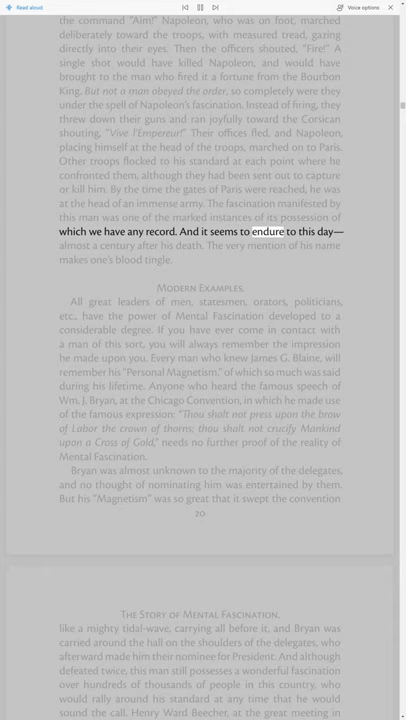 Read aloud
Voice options
the command "Aim!" Napoleon, who was on foot, marched
deliberately toward the troops, with measured tread, gazing
directly into their eyes. Then the officers shouted, "Fire!" A
single shot would have killed Napoleon, and would have
brought to the man who fired it a fortune from the Bourbon
King. But not a man obeyed the order, so completely were they
under the spell of Napoleon's fascination. Instead of firing, they
threw down their guns and ran joyfully toward the Corsican
shouting, "Vive l'Empereur!" Their offices fled, and Napoleon,
placing himself at the head of the troops, marched on to Paris.
Other troops flocked to his standard at each point where he
confronted them, although they had been sent out to capture
or kill him. By the time the gates of Paris were reached, he was
at the head of an immense army. The fascination manifested by
this man was one of the marked instances of its possession of
which we have any record. And it seems to endure to this day—
almost a century after his death. The very mention of his name
makes one's blood tingle.
MODERN EXAMPLES.
All great leaders of men, statesmen, orators, politicians,
etc., have the power of Mental Fascination developed to a
considerable degree. If you have ever come in contact with
a man of this sort, you will always remember the impression
he made upon you. Every man who knew James G. Blaine, will
remember his "Personal Magnetism," of which so much was said
during his lifetime. Anyone who heard the famous speech of
Wm. J. Bryan, at the Chicago Convention, in which he made use
of the famous expression: "Thou shalt not press upon the brow
of Labor the crown of thorns; thou shalt not crucify Mankind
upon a Cross of Gold," needs no further proof of the reality of
Mental Fascination.
Bryan was almost unknown to the majority of the delegates,
and no thought of nominating him was entertained by them.
But his "Magnetism" was so great that it swept the convention
20
THE STORY OF MENTAL FASCINATION.
like a mighty tidal-wave, carrying all before it, and Bryan was
carried around the hall on the shoulders of the delegates, who
afterward made him their nominee for President. And although
defeated twice, this man still possesses a wonderful fascination
over hundreds of thousands of people in this country, who
would rally around his standard at any time that he would
sound the call. Henry Ward Beecher, at the great meeting in